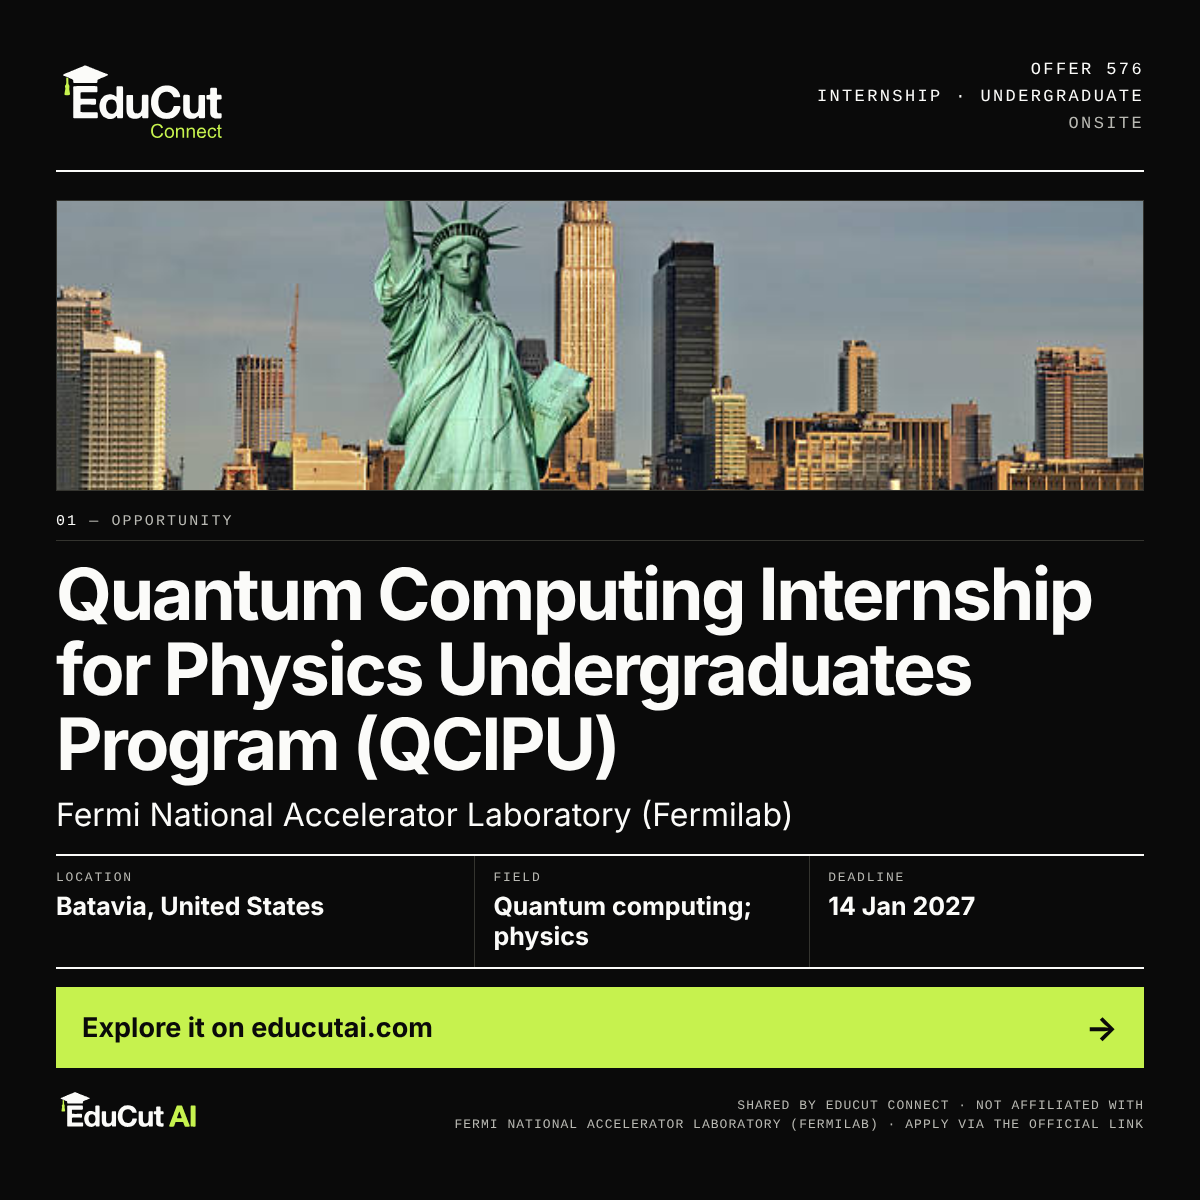 EduCut
Connect
OFFER 576
INTERNSHIP · UNDERGRADUATE
ONSITE
01 — OPPORTUNITY
Quantum Computing Internship
for Physics Undergraduates
Program (QCIPU)
Fermi National Accelerator Laboratory (Fermilab)
LOCATION
Batavia, United States
FIELD
Quantum computing;
physics
DEADLINE
14 Jan 2027
Explore it on educutai.com →
EduCut AI
SHARED BY EDUCUT CONNECT · NOT AFFILIATED WITH
FERMI NATIONAL ACCELERATOR LABORATORY (FERMILAB) · APPLY VIA THE OFFICIAL LINK